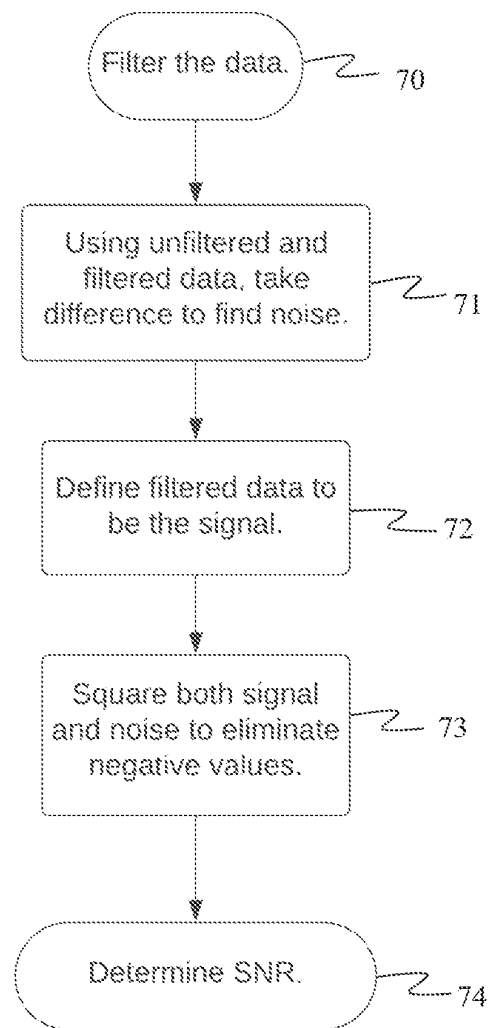 Filter the data.
70
Using unfiltered and
filtered data, take
difference to find noise.
71
Define filtered data to
be the signal.
72
Square both signal
and noise to eliminate
negative values.
73
Determine SNR.
74